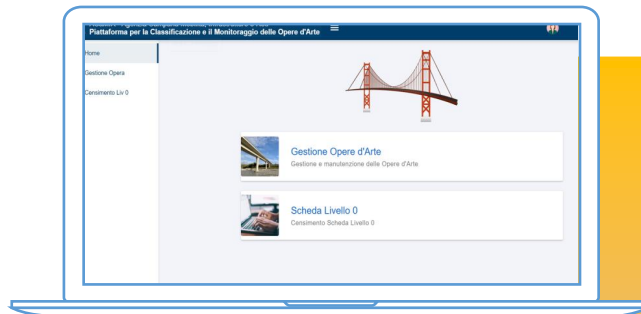 Piattaforma per la Classificazione e il Monitoraggio delle Opere d'Arte
Home
Gestione Opera
Censimento Liv 0
Gestione Opere d'Arte
Gestione e manutenzione delle Opere d'Arte
Scheda Livello 0
Censimento Scheda Livello 0